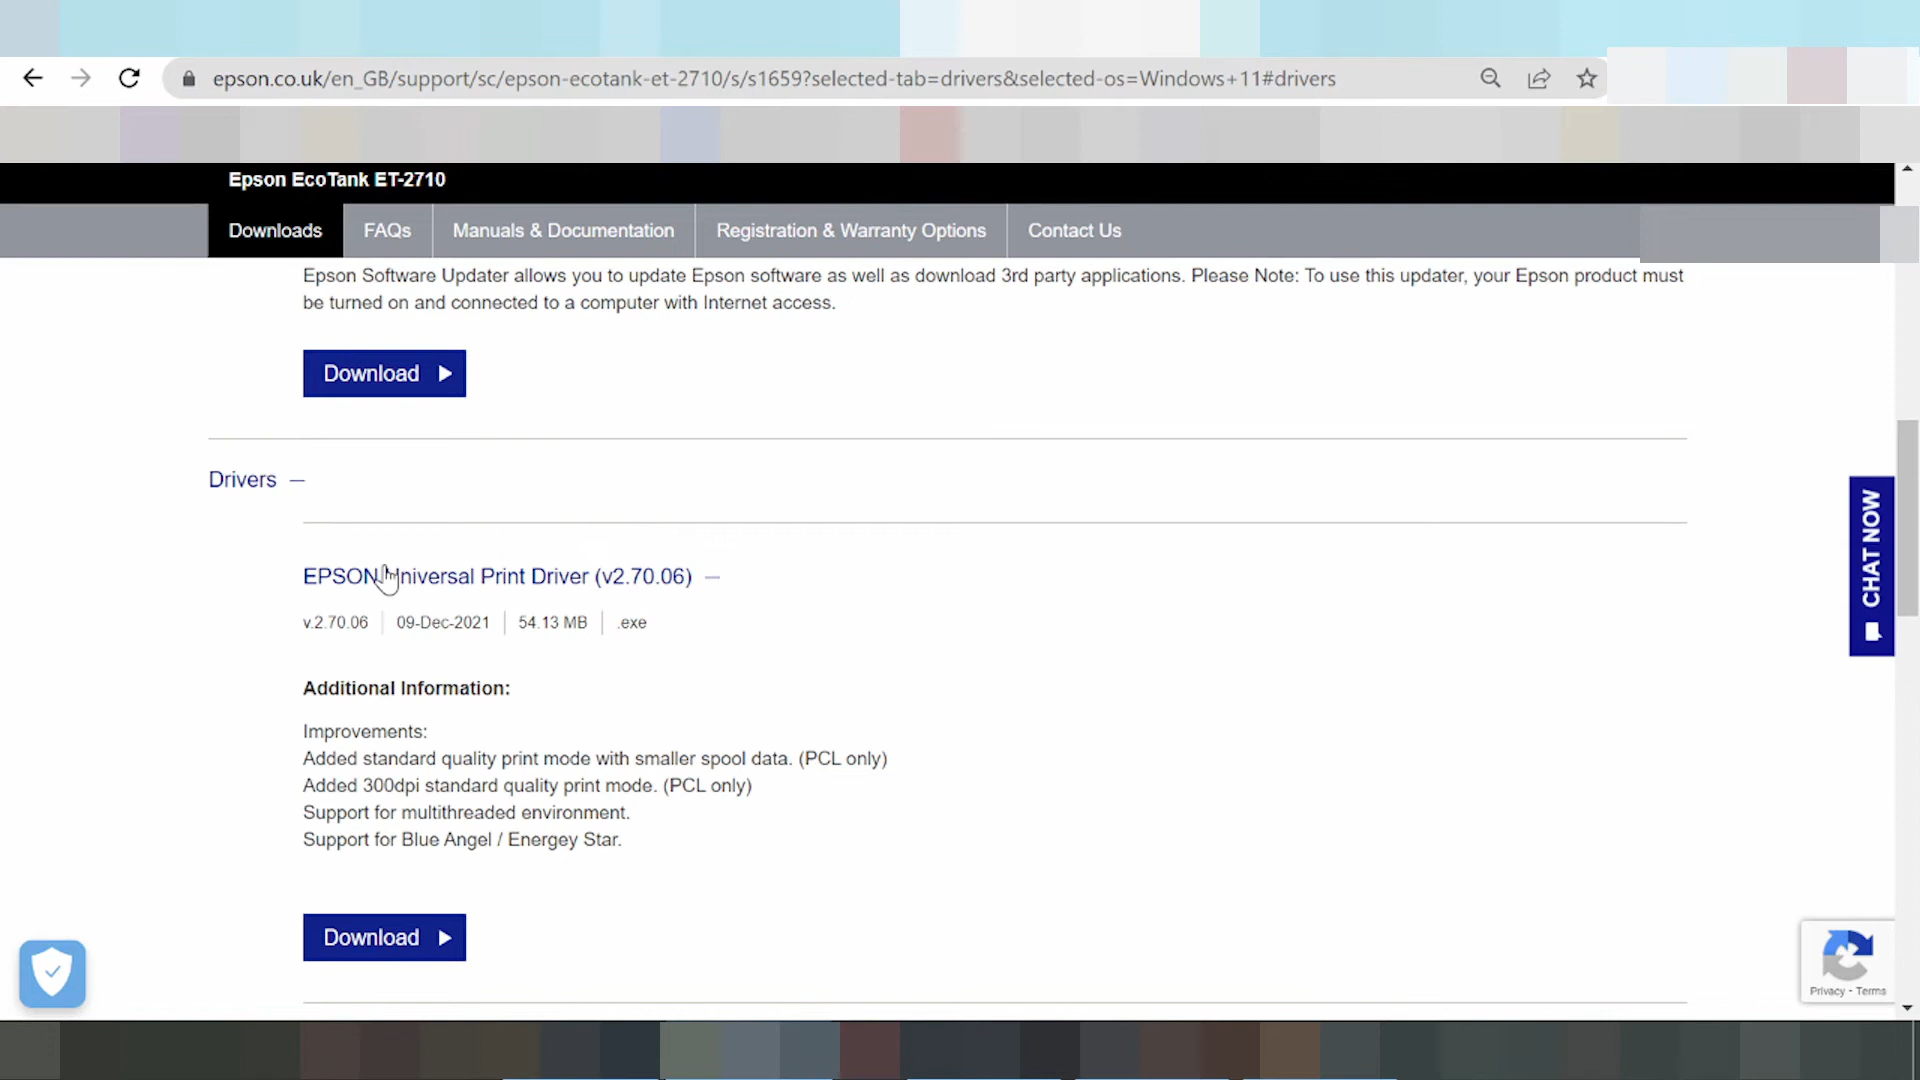 epson.co.uk/en_GB/support/sc/epson-ecotank-et-2710/s/s1659?selected-tab=drivers&selected-os=Windows+11#drivers
Epson EcoTank ET-2710
Downloads FAQs Manuals & Documentation Registration & Warranty Options Contact Us
Epson Software Updater allows you to update Epson software as well as download 3rd party applications. Please Note: To use this updater, your Epson product must
be turned on and connected to a computer with Internet access.
Download
Drivers —
EPSON Universal Print Driver (v2.70.06) —
v.2.70.06 | 09-Dec-2021 | 54.13 MB | .exe
Additional Information:
Improvements:
Added standard quality print mode with smaller spool data. (PCL only)
Added 300dpi standard quality print mode. (PCL only)
Support for multithreaded environment.
Support for Blue Angel / Energey Star.
Download
CHAT NOW
Privacy - Terms